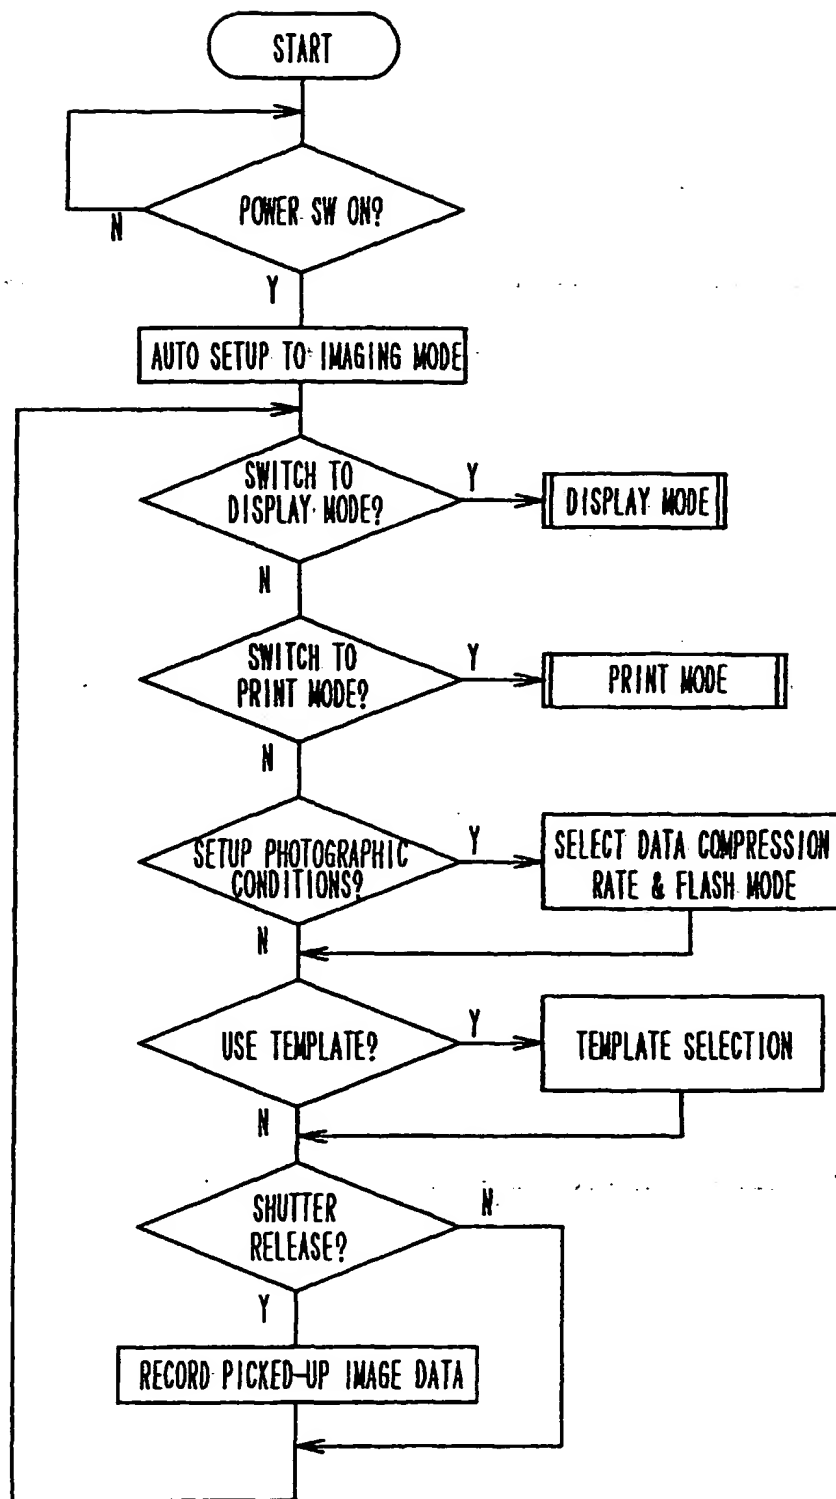 START
POWER SW ON?
N
Y
AUTO SETUP TO IMAGING MODE
SWITCH TO
DISPLAY MODE?
Y
DISPLAY MODE
N
SWITCH TO
PRINT MODE?
Y
PRINT MODE
N
SETUP PHOTOGRAPHIC
CONDITIONS?
Y
SELECT DATA COMPRESSION
RATE & FLASH MODE
N
USE TEMPLATE?
Y
TEMPLATE SELECTION
N
SHUTTER
RELEASE?
N
Y
RECORD PICKED-UP IMAGE DATA